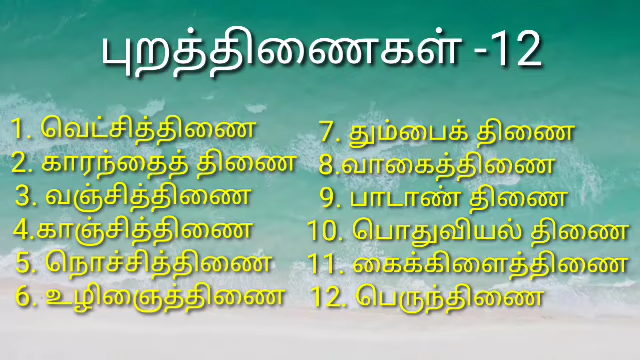 புறத்திணைகள் -12
1. வெட்சித்திணை
2. காரந்தைத் திணை
3. வஞ்சித்திணை
4.காஞ்சித்திணை
5. நொச்சித்திணை
6. உழிஞைத்திணை
7. தும்பைக் திணை
8.வாகைத்திணை
9. பாடாண் திணை
10. பொதுவியல் திணை
11. கைக்கிளைத்திணை
12. பெருந்திணை